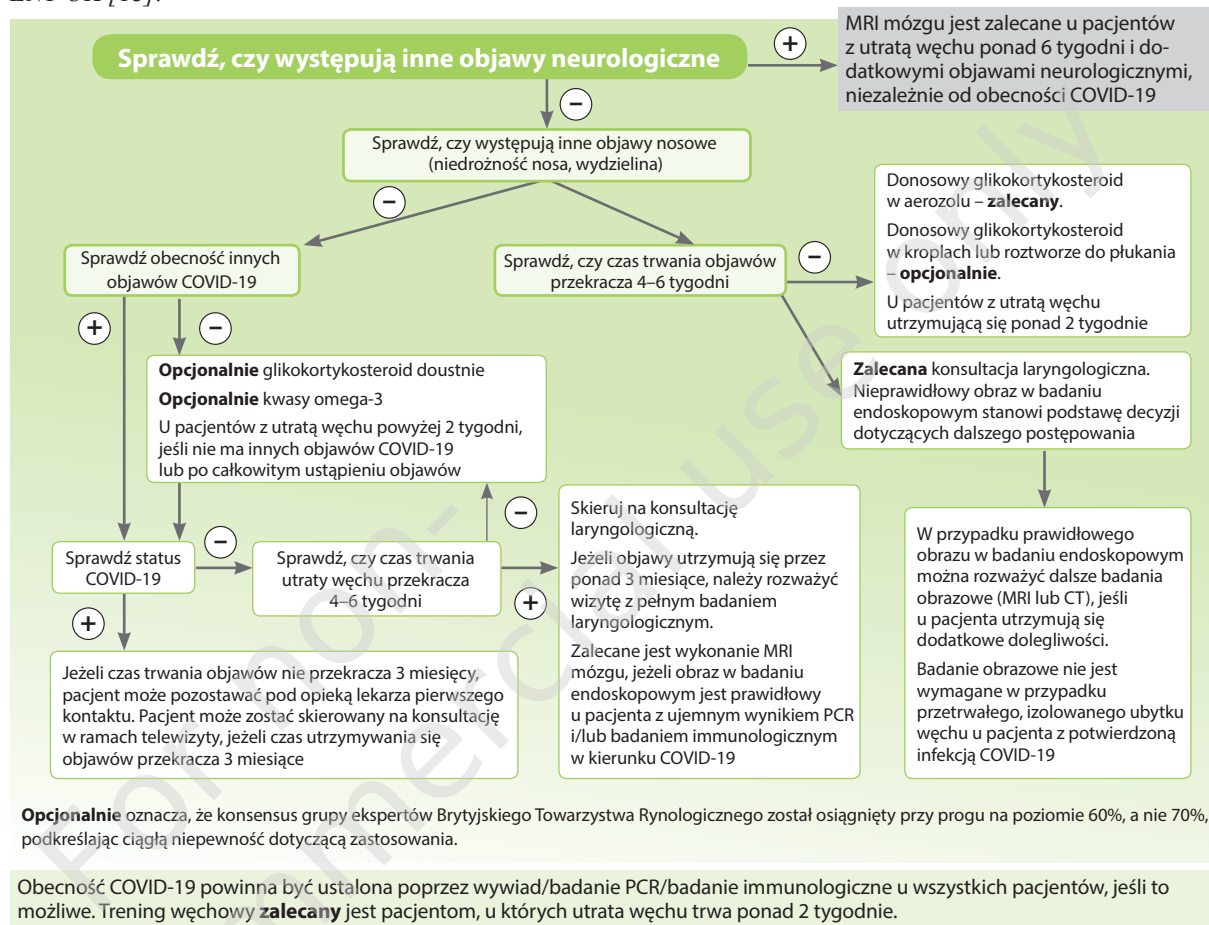 Sprawdź, czy występują inne objawy neurologiczne
+
MRI mózgu jest zalecane u pacjentów
z utratą węchu ponad 6 tygodni i do-
datkowymi objawami neurologicznymi,
niezależnie od obecności COVID-19
–
Sprawdź, czy występują inne objawy nosowe
(niedrożność nosa, wydzielina)
–
Sprawdź obecność innych
objawów COVID-19
Sprawdź, czy czas trwania objawów
przekracza 4–6 tygodni
–
Donosowy glikokortykosteroid
w aerozolu – zalecany.
Donosowy glikokortykosteroid
w kroplach lub roztworze do płukania
– opcjonalnie.
U pacjentów z utratą węchu
utrzymującą się ponad 2 tygodnie
+
–
Opcjonalnie glikokortykosteroid doustnie
Opcjonalnie kwasy omega-3
U pacjentów z utratą węchu powyżej 2 tygodni,
jeśli nie ma innych objawów COVID-19
lub po całkowitym ustąpieniu objawów
Zalecana konsultacja laryngologiczna.
Nieprawidłowy obraz w badaniu
endoskopowym stanowi podstawę decyzji
dotyczących dalszego postępowania
Sprawdź status
COVID-19
–
Sprawdź, czy czas trwania
utraty węchu przekracza
4–6 tygodni
–
+
Skieruj na konsultację
laryngologiczną.
Jeżeli objawy utrzymują się przez
ponad 3 miesiące, należy rozważyć
wizytę z pełnym badaniem
laryngologicznym.
Zalecane jest wykonanie MRI
mózgu, jeżeli obraz w badaniu
endoskopowym jest prawidłowy
u pacjenta z ujemnym wynikiem PCR
i/lub badaniem immunologicznym
w kierunku COVID-19
W przypadku prawidłowego
obrazu w badaniu endoskopowym
można rozważyć dalsze badania
obrazowe (MRI lub CT), jeśli
u pacjenta utrzymują się
dodatkowe dolegliwości.
Badanie obrazowe nie jest
wymagane w przypadku
przetrwałego, izolowanego ubytku
węchu u pacjenta z potwierdzoną
infekcją COVID-19
+
Jeżeli czas trwania objawów nie przekracza 3 miesięcy,
pacjent może pozostawać pod opieką lekarza pierwszego
kontaktu. Pacjent może zostać skierowany na konsultację
w ramach telewizyty, jeżeli czas utrzymywania się
objawów przekracza 3 miesiące
Opcjonalnie oznacza, że konsensus grupy ekspertów Brytyjskiego Towarzystwa Rynologicznego został osiągnięty przy progu na poziomie 60%, a nie 70%,
podkreślając ciągłą niepewność dotyczącą zastosowania.
Obecność COVID-19 powinna być ustalona poprzez wywiad/badanie PCR/badanie immunologiczne u wszystkich pacjentów, jeśli to
możliwe. Trening węchowy zalecany jest pacjentom, u których utrata węchu trwa ponad 2 tygodnie.
For non-
commercial use only